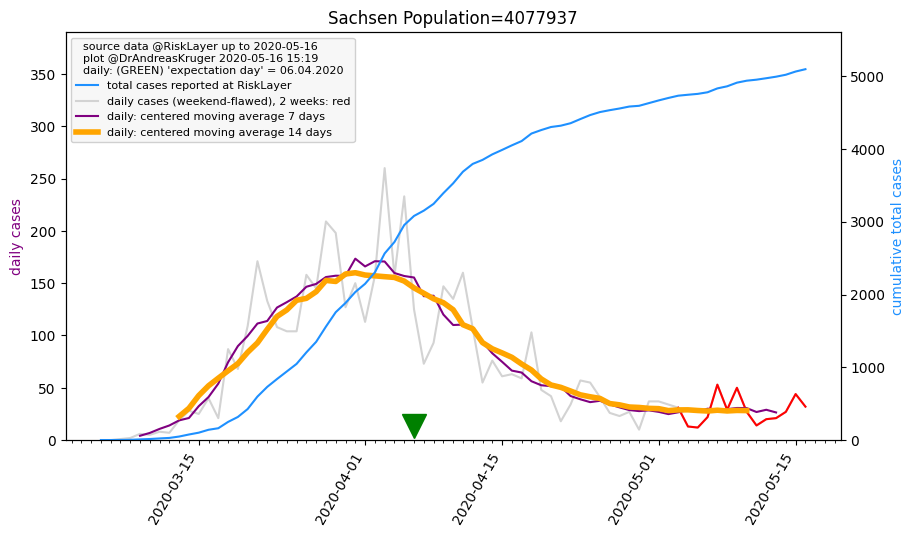 Sachsen Population=4077937
source data @RiskLayer up to 2020-05-16
plot @DrAndreasKruger 2020-05-16 15:19
daily: (GREEN) 'expectation day' = 06.04.2020
total cases reported at RiskLayer
daily cases (weekend-flawed), 2 weeks: red
daily: centered moving average 7 days
daily: centered moving average 14 days
daily cases
350
300
250
200
150
100
50
0
cumulative total cases
5000
4000
3000
2000
1000
0
2020-03-15
2020-04-01
2020-04-15
2020-05-01
2020-05-15